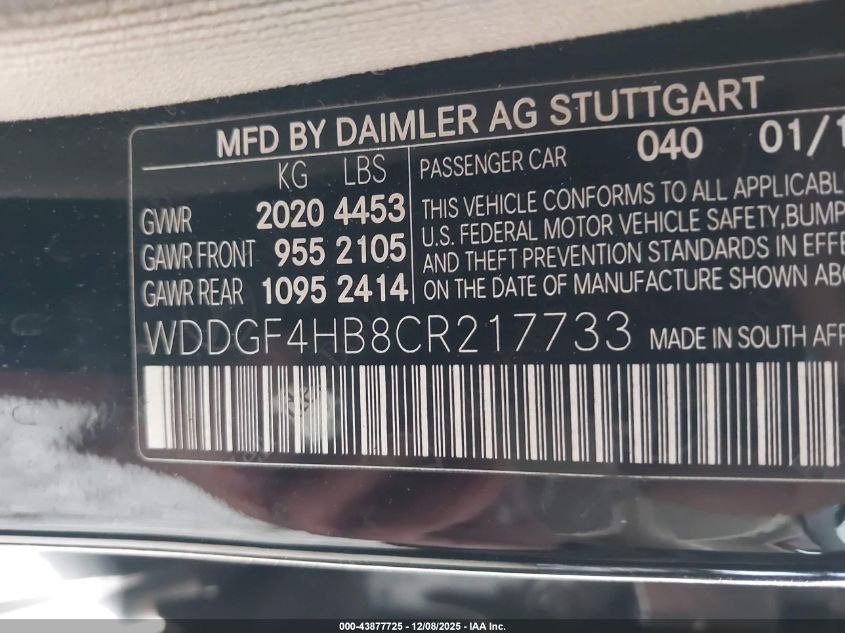 MFD BY DAIMLER AG STUTTGART
KG LBS
GVWR 2020 4453
GAWR FRONT 955 2105
GAWR REAR 1095 2414
PASSENGER CAR 040 01/1
THIS VEHICLE CONFORMS TO ALL APPLICABL
U.S. FEDERAL MOTOR VEHICLE SAFETY, BUMP
AND THEFT PREVENTION STANDARDS IN EFFE
ON THE DATE OF MANUFACTURE SHOWN ABO
WDDGF4HB8CR217733 MADE IN SOUTH AFR
000-43877725 - 12/08/2025 - IAA Inc.